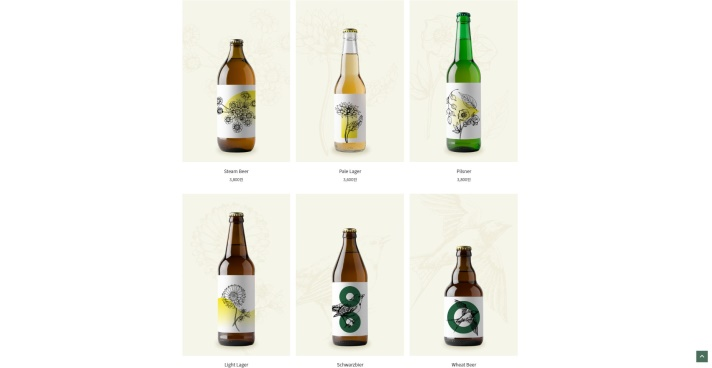 Steam Beer
Pale Lager
Pilsner
Light Lager
Schwarzbier
Wheat Beer